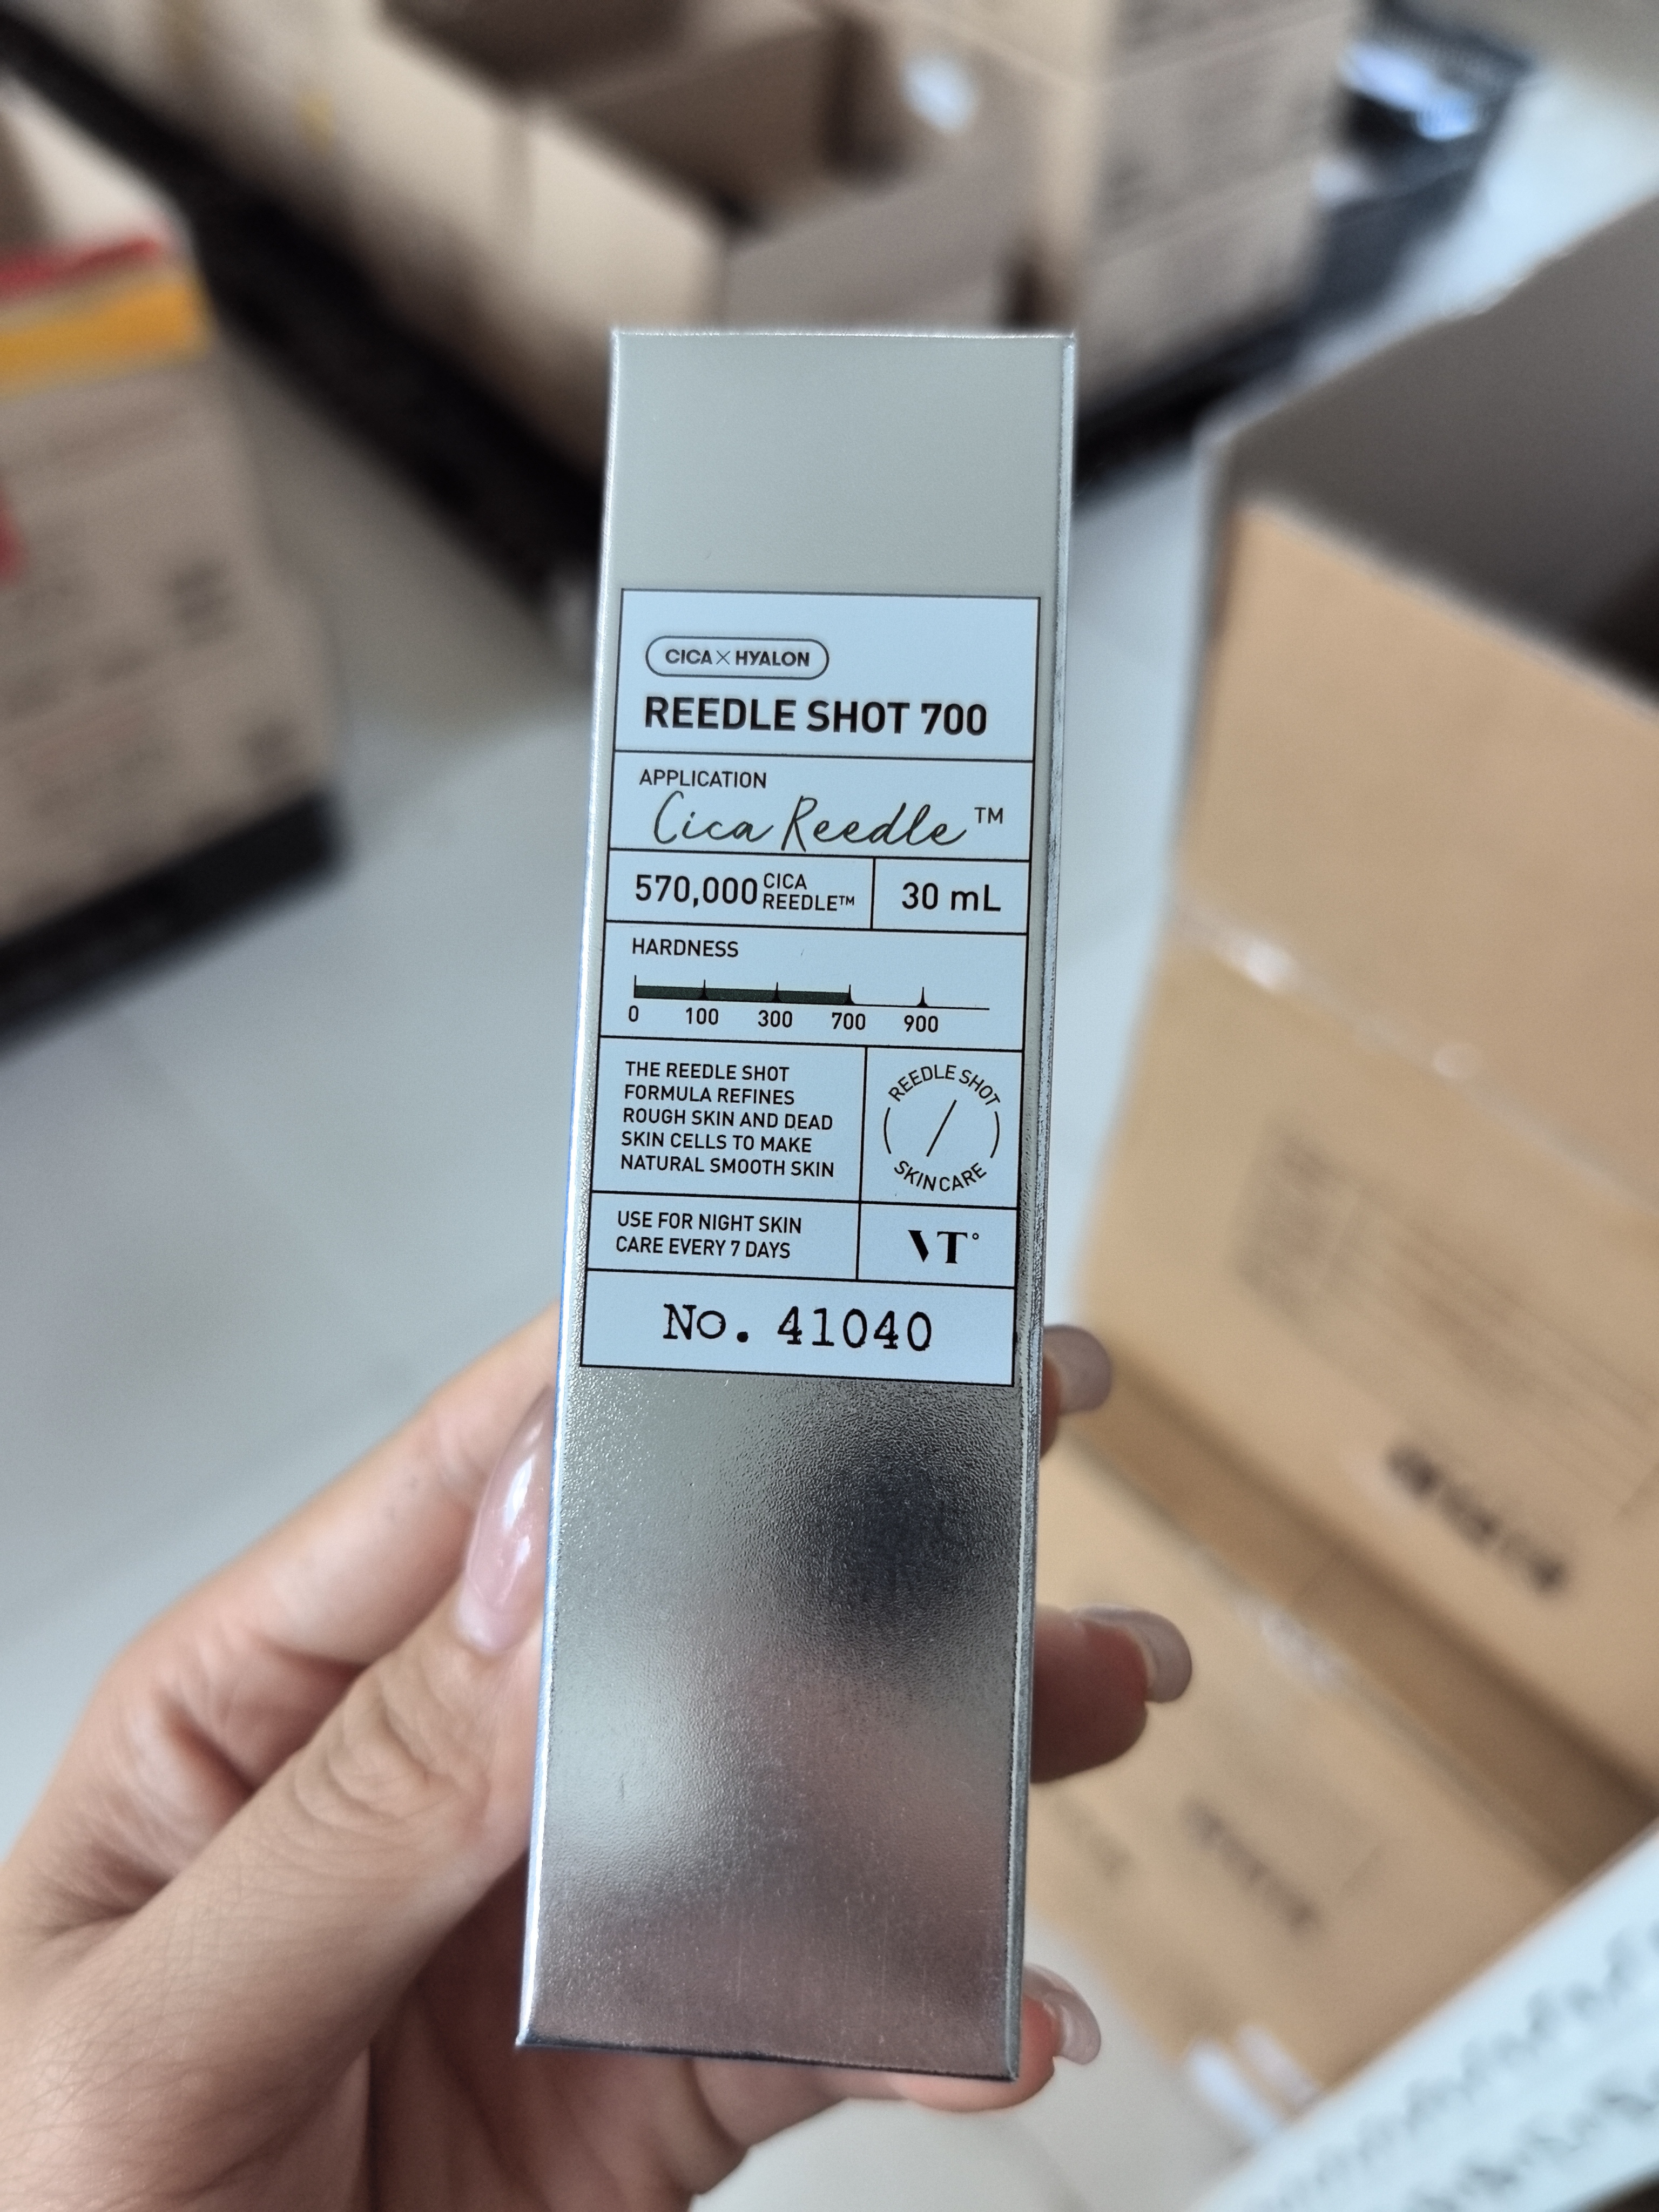 CICA×HYALON
REEDLE SHOT 700
APPLICATION
Cica Reedle™
570,000 CICA REEDLE™
30 mL
HARDNESS
0 100 300 700 900
THE REEDLE SHOT
FORMULA REFINES
ROUGH SKIN AND DEAD
SKIN CELLS TO MAKE
NATURAL SMOOTH SKIN
REEDLE SHOT
SKINCARE
USE FOR NIGHT SKIN
CARE EVERY 7 DAYS
VT°
No. 41040